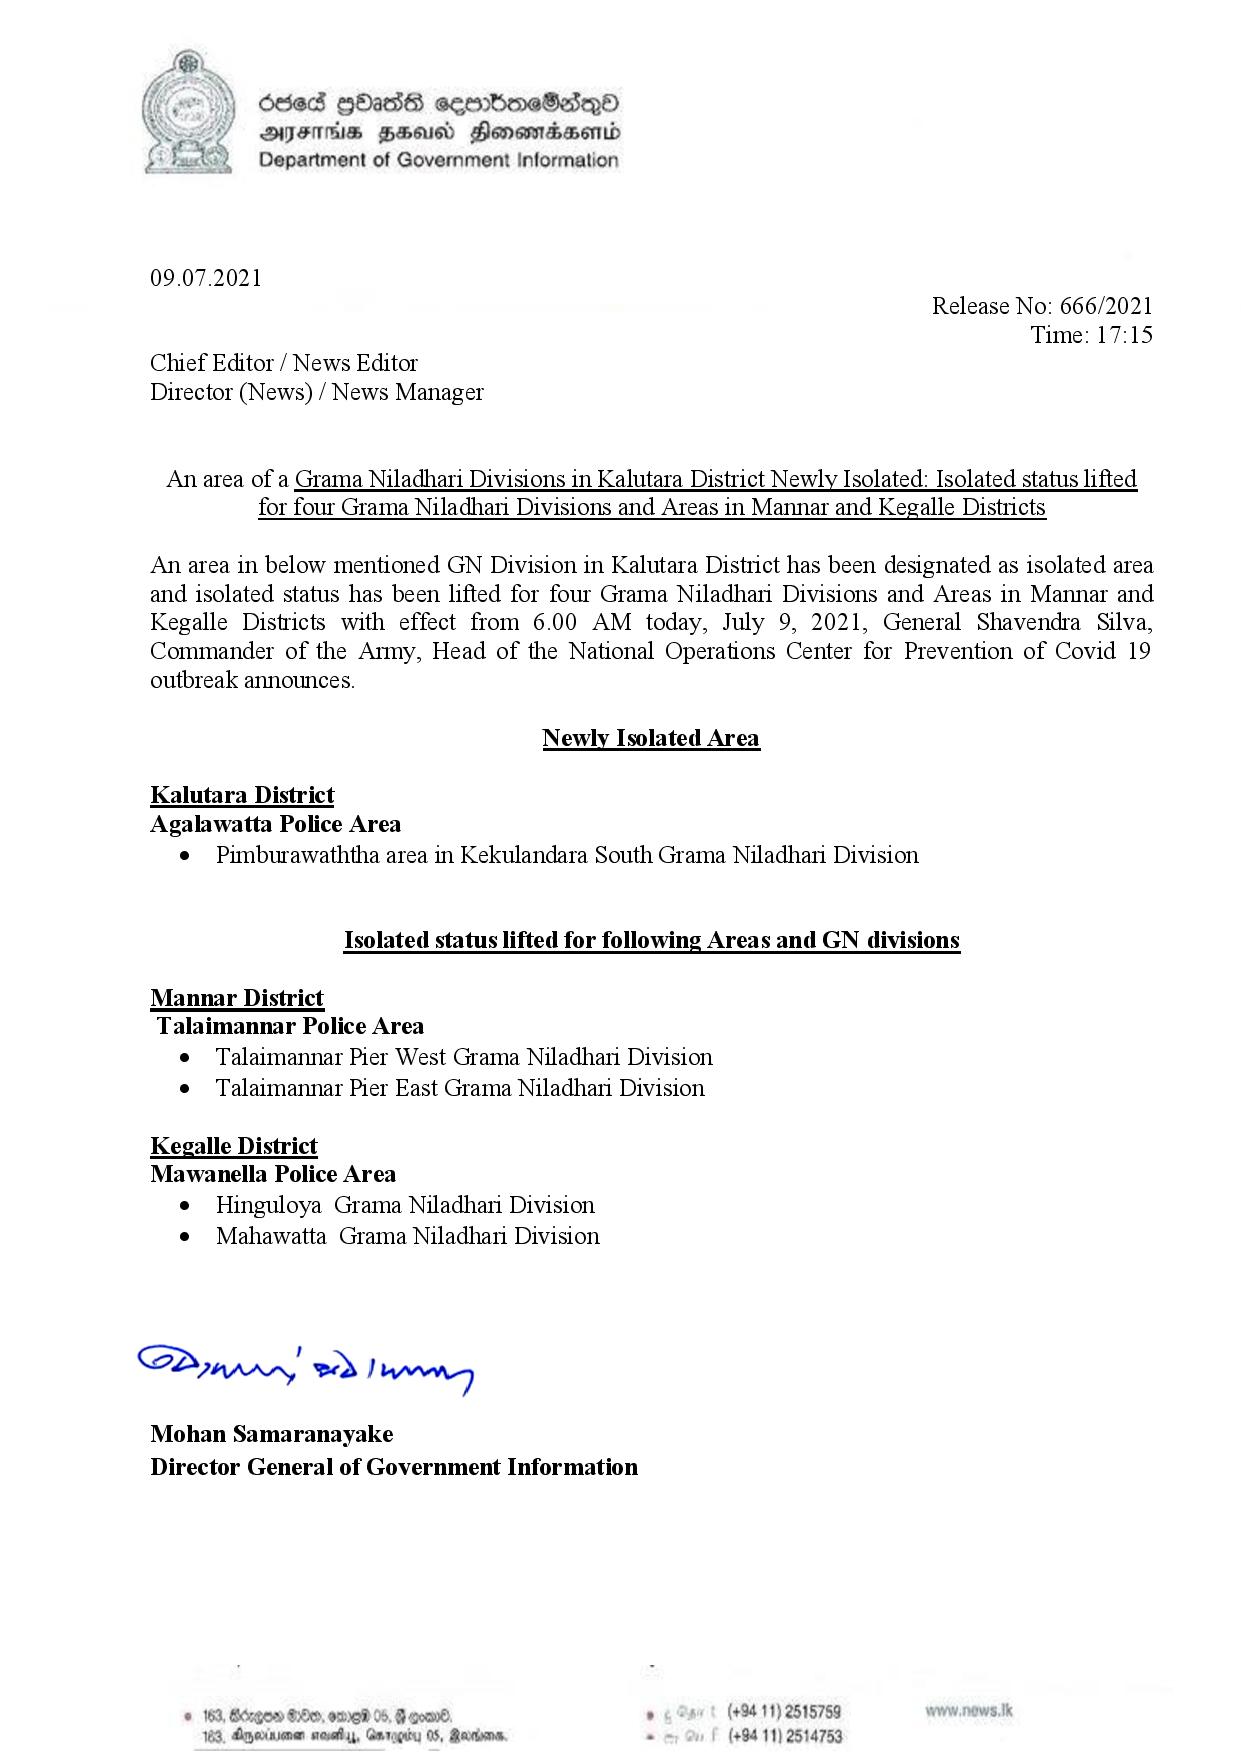 රජයේ ප්‍රවෘත්ති දෙපාර්තමේන්තුව
அரசாங்க தகவல் திணைக்களம்
Department of Government Information
09.07.2021
Release No: 666/2021
Time: 17:15
Chief Editor / News Editor
Director (News) / News Manager
An area of a Grama Niladhari Divisions in Kalutara District Newly Isolated: Isolated status lifted
for four Grama Niladhari Divisions and Areas in Mannar and Kegalle Districts
An area in below mentioned GN Division in Kalutara District has been designated as isolated area
and isolated status has been lifted for four Grama Niladhari Divisions and Areas in Mannar and
Kegalle Districts with effect from 6.00 AM today, July 9, 2021, General Shavendra Silva,
Commander of the Army, Head of the National Operations Center for Prevention of Covid 19
outbreak announces.
Newly Isolated Area
Kalutara District
Agalawatta Police Area
• Pimburawaththa area in Kekulandara South Grama Niladhari Division
Isolated status lifted for following Areas and GN divisions
Mannar District
Talaimannar Police Area
• Talaimannar Pier West Grama Niladhari Division
• Talaimannar Pier East Grama Niladhari Division
Kegalle District
Mawanella Police Area
• Hinguloya Grama Niladhari Division
• Mahawatta Grama Niladhari Division
Mohan Samaranayake
Director General of Government Information
163, කිරුලපන මාවත, කොළඹ 05, ශ්‍රී ලංකාව.
163, கிருலப்பனை எவனியூ, கொழும்பு 05, இலங்கை.
(+94 11) 2515759
(+94 11) 2514753
www.news.lk